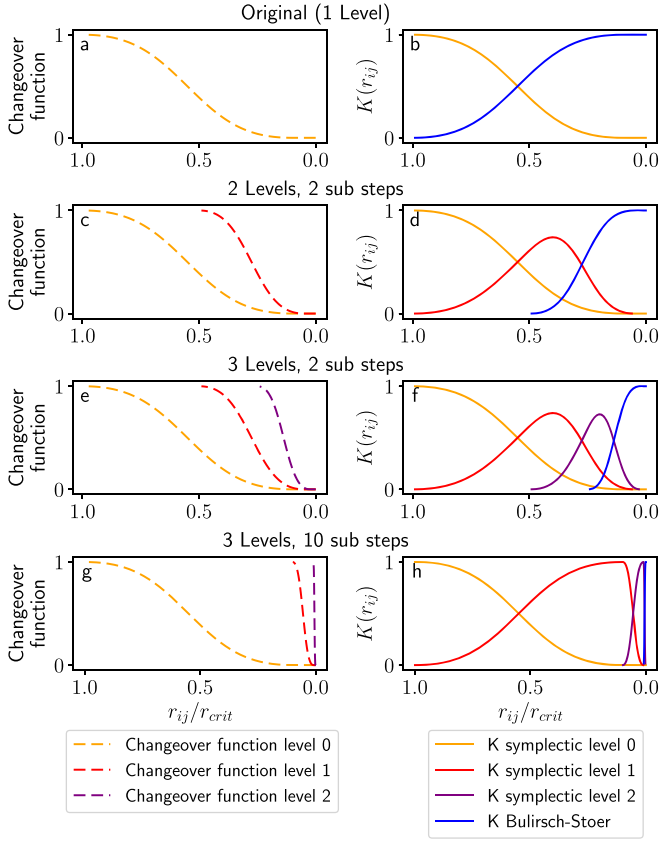 Original (1 Level)
Changeover
function
1
0
a
1.0
0.5
0.0
K(r_{ij})
1
0
b
1.0
0.5
0.0
2 Levels, 2 sub steps
Changeover
function
1
0
c
1.0
0.5
0.0
K(r_{ij})
1
0
d
1.0
0.5
0.0
3 Levels, 2 sub steps
Changeover
function
1
0
e
1.0
0.5
0.0
K(r_{ij})
1
0
f
1.0
0.5
0.0
3 Levels, 10 sub steps
Changeover
function
1
0
g
1.0
0.5
0.0
r_{ij}/r_{crit}
K(r_{ij})
1
0
h
1.0
0.5
0.0
r_{ij}/r_{crit}
Changeover function level 0
Changeover function level 1
Changeover function level 2
K symplectic level 0
K symplectic level 1
K symplectic level 2
K Bulirsch-Stoer